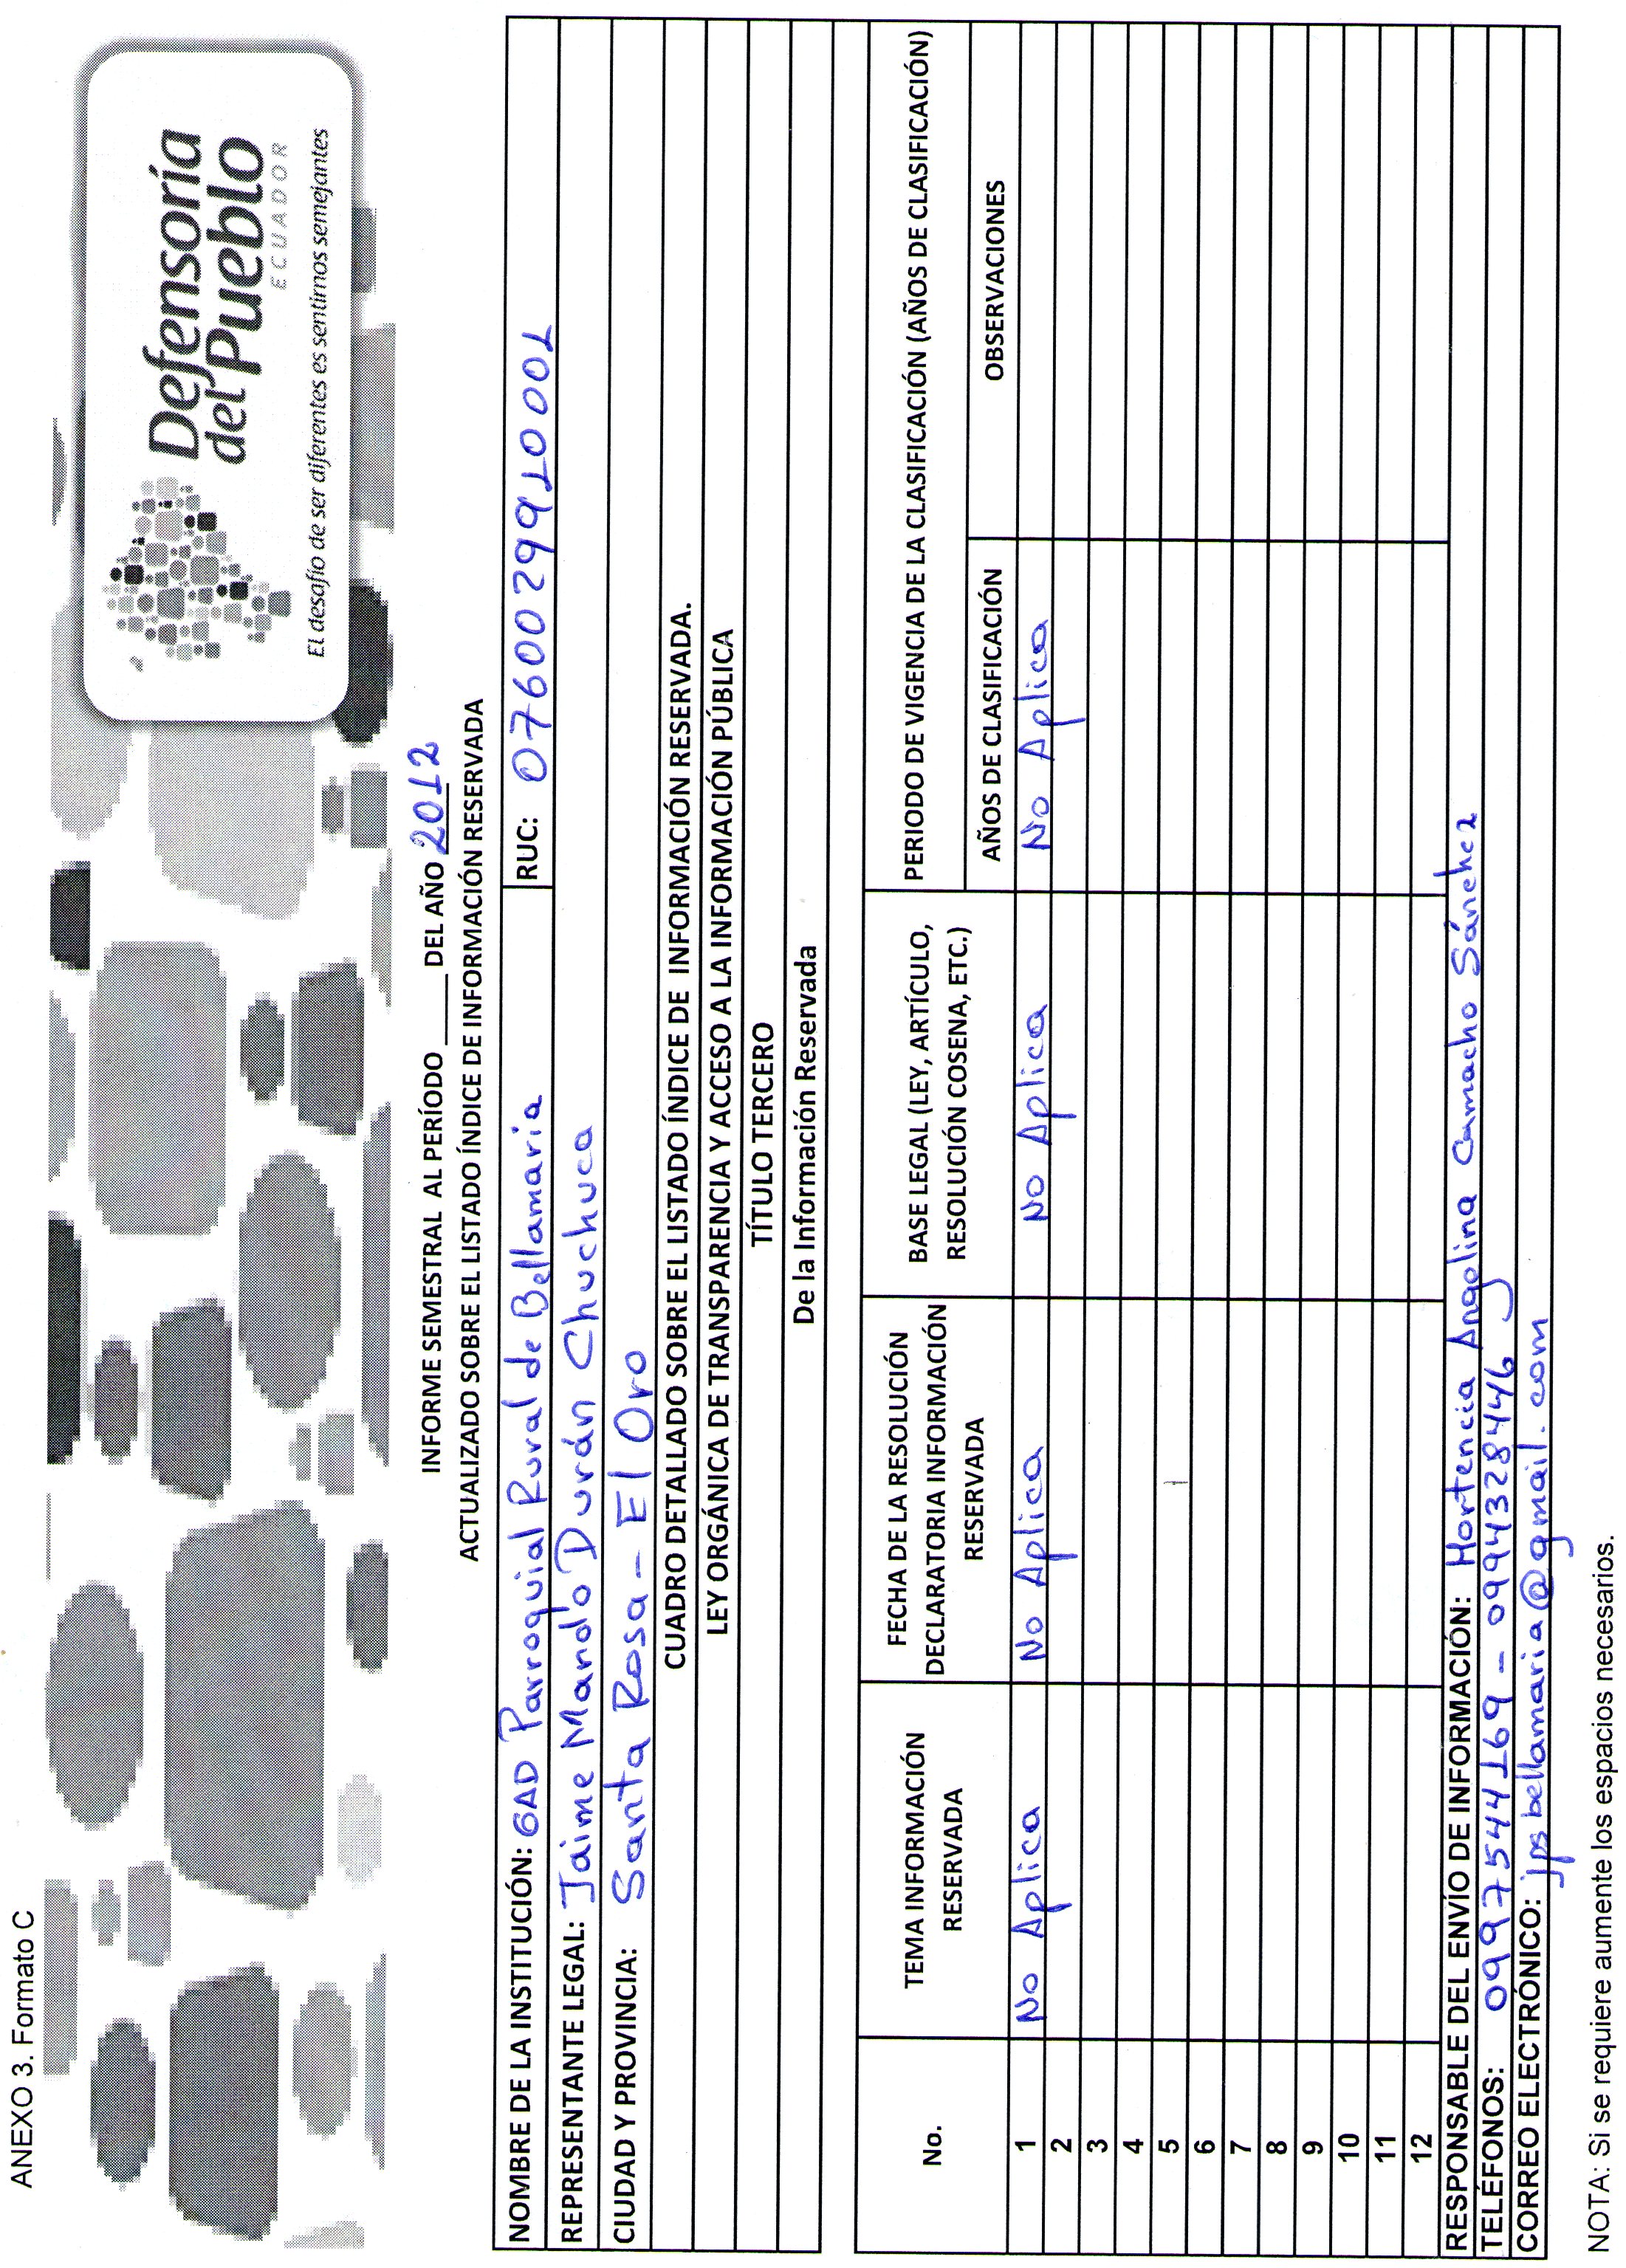 ANEXO 3. Formato C
Defensoría
del Pueblo
ECUADOR
El desafío de ser diferentes es sentirnos semejantes
INFORME SEMESTRAL AL PERÍODO _____ DEL AÑO 2012
ACTUALIZADO SOBRE EL LISTADO ÍNDICE DE INFORMACIÓN RESERVADA
NOMBRE DE LA INSTITUCIÓN: GAD Parroquial Rural de Bellamaria RUC: 0760029910001
REPRESENTANTE LEGAL: Jaime Mando Durán Chuchuca
CIUDAD Y PROVINCIA: Santa Rosa - El Oro
CUADRO DETALLADO SOBRE EL LISTADO ÍNDICE DE INFORMACIÓN RESERVADA.
LEY ORGÁNICA DE TRANSPARENCIA Y ACCESO A LA INFORMACIÓN PÚBLICA
TÍTULO TERCERO
De la Información Reservada
No. TEMA INFORMACIÓN RESERVADA FECHA DE LA RESOLUCIÓN DECLARATORIA INFORMACIÓN RESERVADA BASE LEGAL (LEY, ARTÍCULO, RESOLUCIÓN COSENA, ETC.) PERIODO DE VIGENCIA DE LA CLASIFICACIÓN (AÑOS DE CLASIFICACIÓN)
AÑOS DE CLASIFICACIÓN OBSERVACIONES
1 No Aplica No Aplica No Aplica No Aplica
2
3
4
5
6
7
8
9
10
11
12
RESPONSABLE DEL ENVÍO DE INFORMACIÓN: Hortencia Angelina Camacho Sánchez
TELÉFONOS: 0997544169 - 0994328446
CORREO ELECTRÓNICO: jpsbellamaria@gmail.com
NOTA: Si se requiere aumente los espacios necesarios.